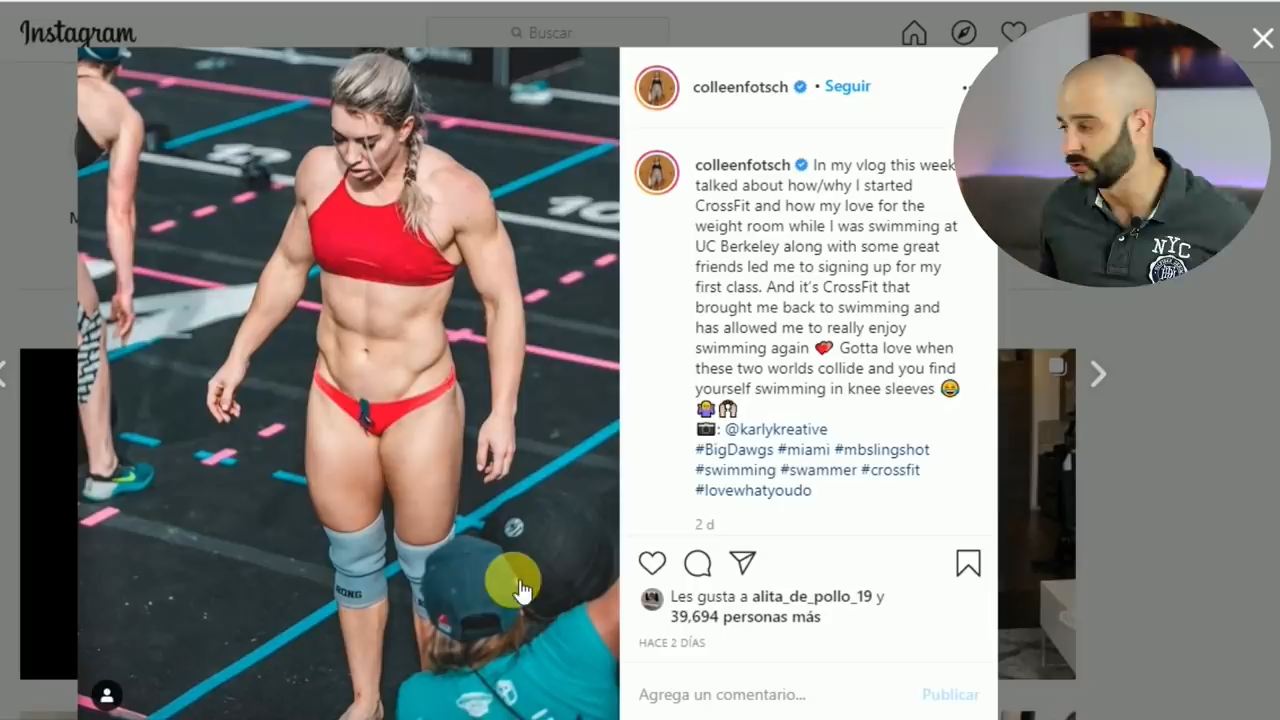 Instagram
Buscar
colleenfotsch • Seguir
colleenfotsch In my vlog this week
talked about how/why I started
CrossFit and how my love for the
weight room while I was swimming at
UC Berkeley along with some great
friends led me to signing up for my
first class. And it's CrossFit that
brought me back to swimming and
has allowed me to really enjoy
swimming again 💝 Gotta love when
these two worlds collide and you find
yourself swimming in knee sleeves 😂
🤷‍♀️🙌
📷: @karlykreative
#BigDawgs #miami #mbslingshot
#swimming #swammer #crossfit
#lovewhatyoudo
2 d
Les gusta a alita_de_pollo_19 y
39,694 personas más
HACE 2 DÍAS
Agrega un comentario... Publicar
NYC